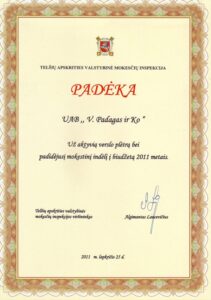 TELŠIŲ APSKRITIES VALSTYBINĖ MOKESČIŲ INSPEKCIJA
PADĖKA
UAB ,, V. Padagas ir Ko "
Už aktyvią verslo plėtrą bei
padidėjusį mokestinį indėlį į biudžetą 2011 metais.
Telšių apskrities valstybinės
mokesčių inspekcijos viršininkas
Algimantas
2011 m. lapkričio 25 d.